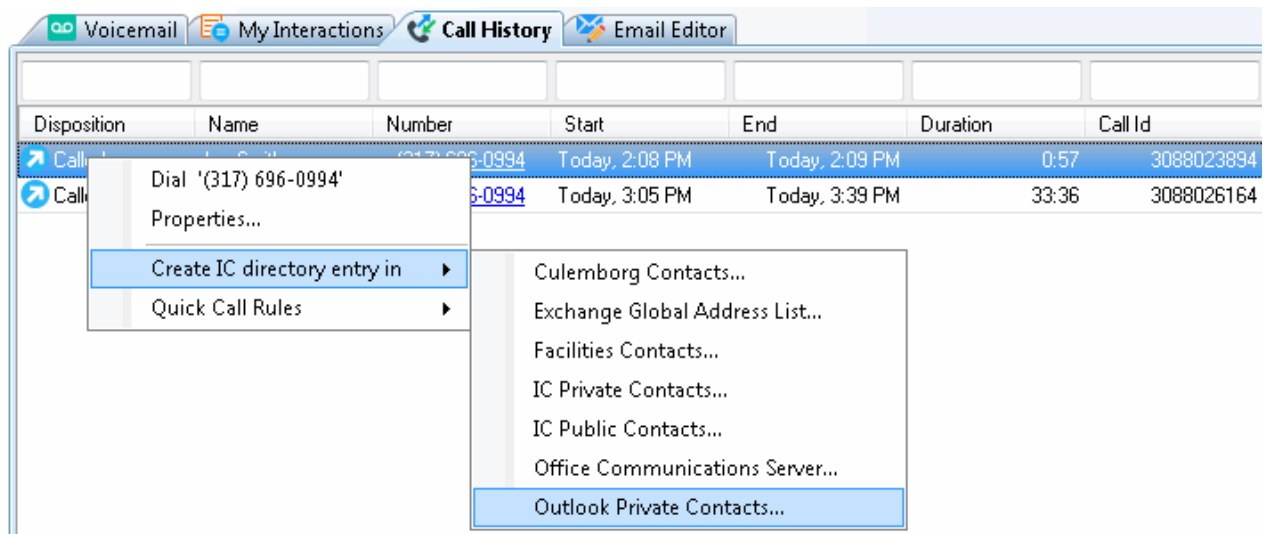 Voicemail My Interactions Call History Email Editor
Disposition Name Number Start End Duration Call Id
Today, 2:08 PM Today, 2:09 PM 0:57 3088023894
Dial '(317) 696-0994'
Today, 3:05 PM Today, 3:39 PM 33:36 3088026164
Properties...
Create IC directory entry in
Quick Call Rules
Culemborg Contacts...
Exchange Global Address List...
Facilities Contacts...
IC Private Contacts...
IC Public Contacts...
Office Communications Server...
Outlook Private Contacts...